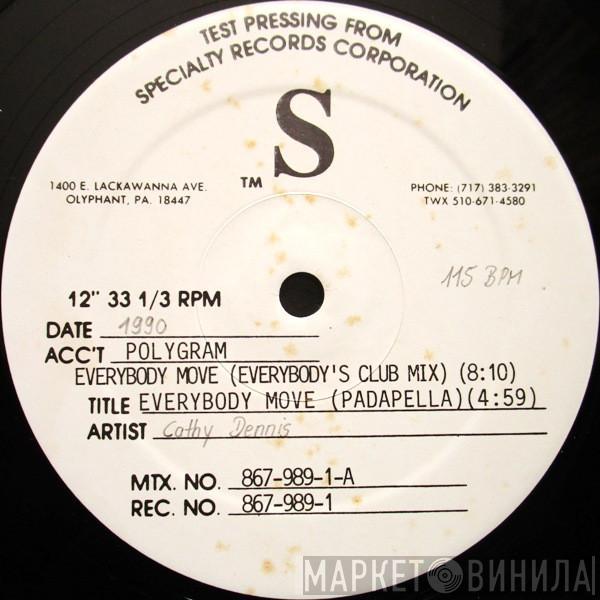 TEST PRESSING FROM
SPECIALTY RECORDS CORPORATION
S
TM
1400 E. LACKAWANNA AVE.
OLYPHANT, PA. 18447
PHONE: (717) 383-3291
TWX 510-671-4580
115 BPM
12" 33 1/3 RPM
DATE 1990
ACC'T POLYGRAM
EVERYBODY MOVE (EVERYBODY'S CLUB MIX) (8:10)
TITLE EVERYBODY MOVE (PADAPELLA)(4:59)
ARTIST Cathy Dennis
MTX. NO. 867-989-1-A
REC. NO. 867-989-1
МАРКЕТ ВИНИЛА